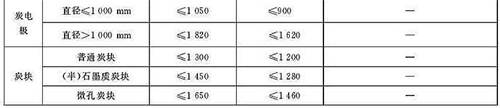 炭电极 直径≤1 000 mm ≤1 050 ≤900 —
直径>1 000 mm ≤1 820 ≤1 620 —
炭块 普通炭块 ≤1 300 ≤1 200 —
(半)石墨质炭块 ≤1 450 ≤1 280 —
微孔炭块 ≤1 650 ≤1 460 —